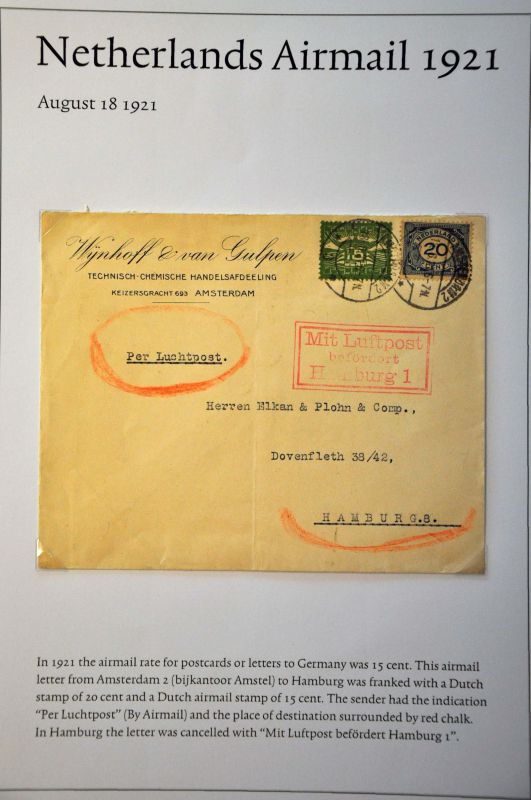 Netherlands Airmail 1921
August 18 1921
Wijnhoff & van Gulpen
TECHNISCH-CHEMISCHE HANDELSAFDEELING
KEIZERSGRACHT 693 AMSTERDAM
15
NEDERLAND
20
CENT
Per Luchtpost.
Mit Luftpost
befördert
Hamburg 1
Herren Elkan & Plohn & Comp.,
Dovenfleth 38/42,
HAMBURG.8.
In 1921 the airmail rate for postcards or letters to Germany was 15 cent. This airmail
letter from Amsterdam 2 (bijkantoor Amstel) to Hamburg was franked with a Dutch
stamp of 20 cent and a Dutch airmail stamp of 15 cent. The sender had the indication
“Per Luchtpost” (By Airmail) and the place of destination surrounded by red chalk.
In Hamburg the letter was cancelled with “Mit Luftpost befördert Hamburg 1”.